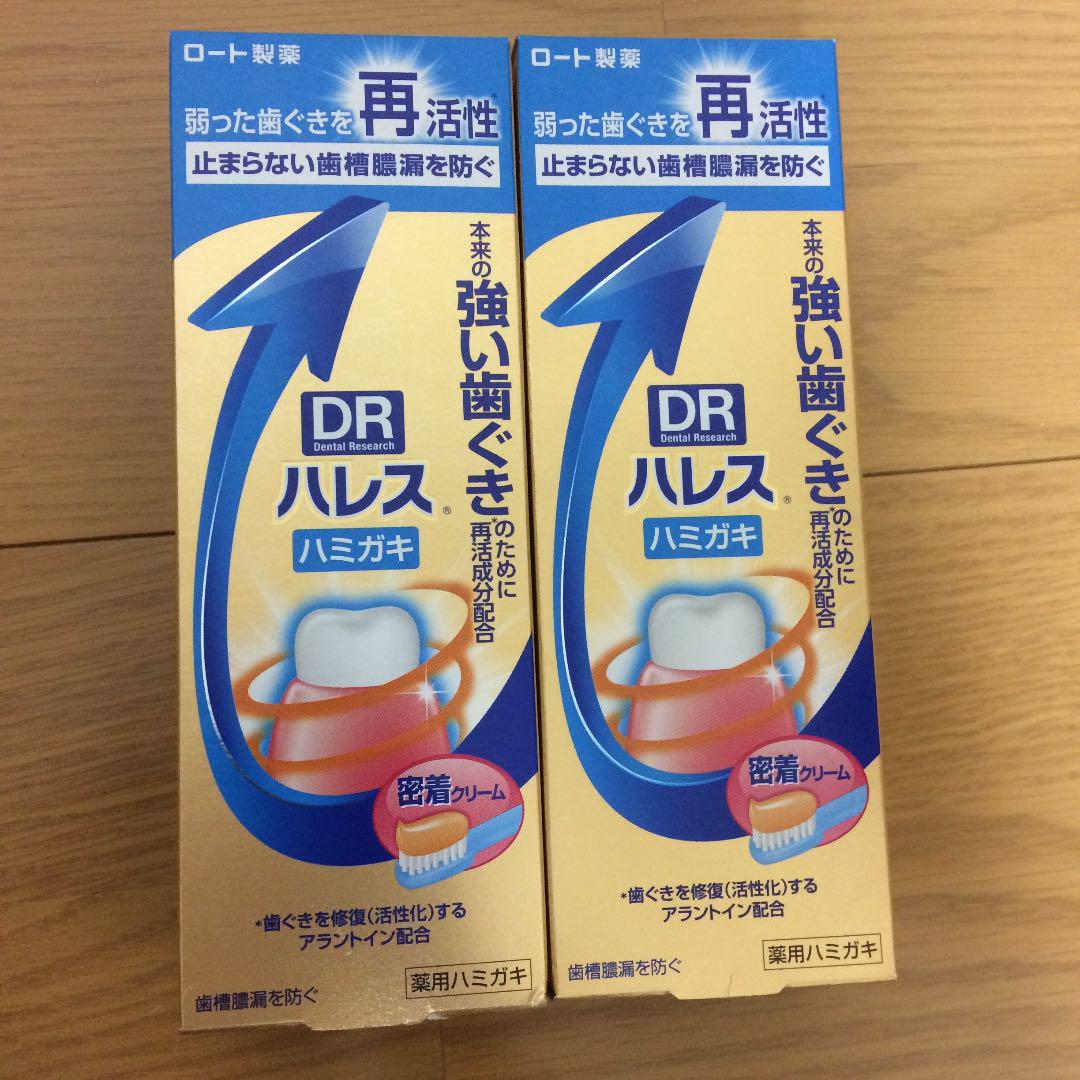 ロート製薬
弱った歯ぐきを再活性*
止まらない歯槽膿漏を防ぐ
本来の強い歯ぐきのために
*再活成分配合
DR
Dental Research
ハレス®
ハミガキ
密着クリーム
*歯ぐきを修復(活性化)する
アラントイン配合
薬用ハミガキ
歯槽膿漏を防ぐ
ロート製薬
弱った歯ぐきを再活性*
止まらない歯槽膿漏を防ぐ
本来の強い歯ぐきのために
*再活成分配合
DR
Dental Research
ハレス®
ハミガキ
密着クリーム
*歯ぐきを修復(活性化)する
アラントイン配合
薬用ハミガキ
歯槽膿漏を防ぐ